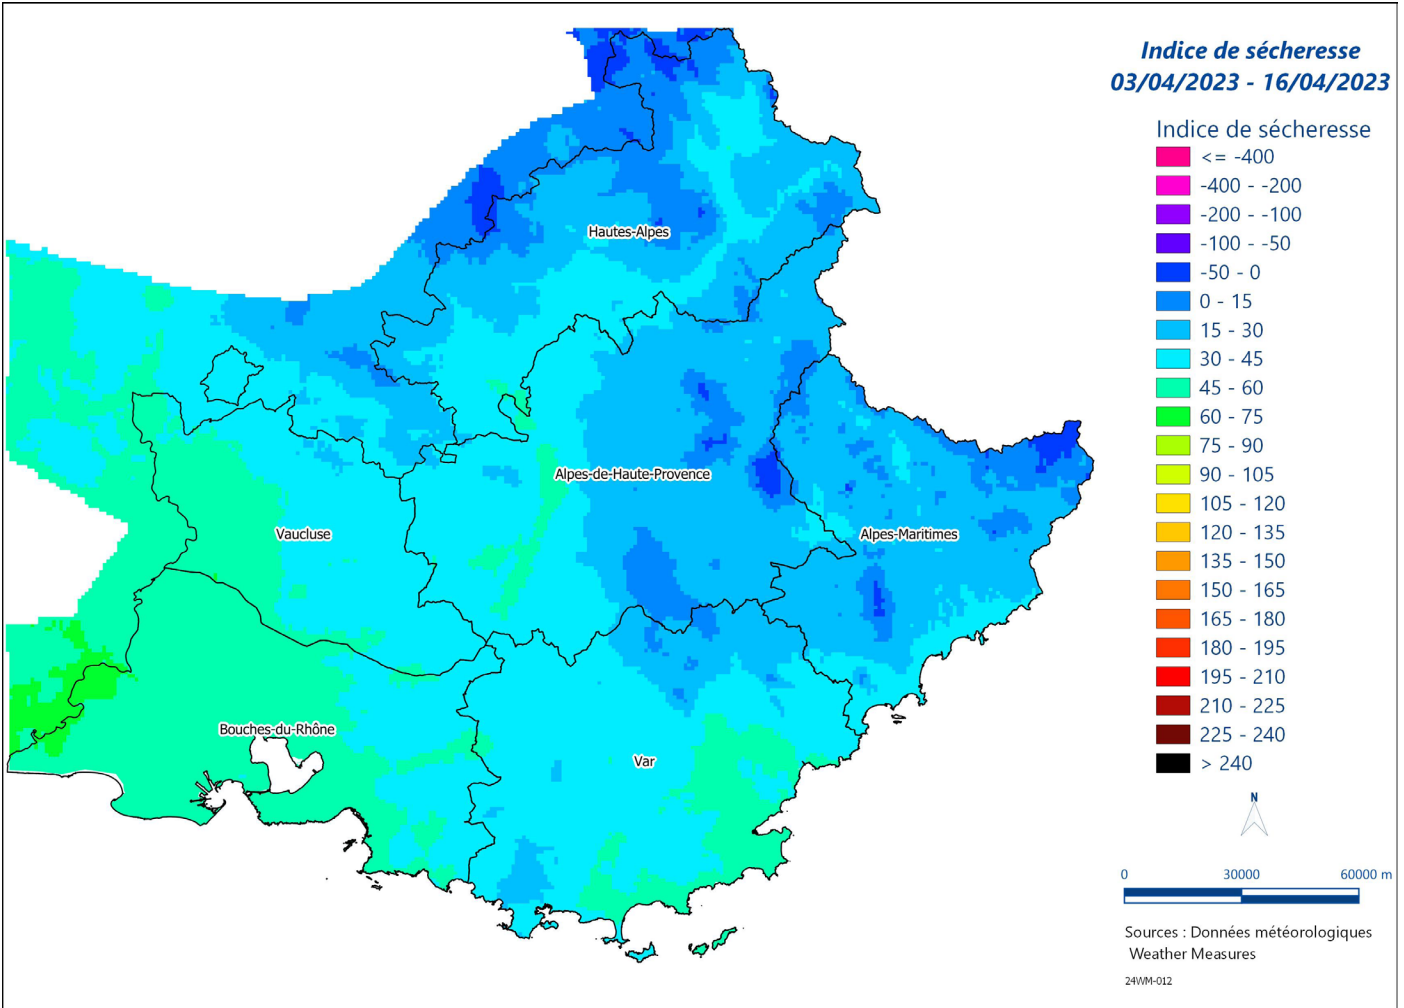 Indice de sécheresse
03/04/2023 - 16/04/2023
Indice de sécheresse
<= -400
-400 - -200
-200 - -100
-100 - -50
-50 - 0
0 - 15
15 - 30
30 - 45
45 - 60
60 - 75
75 - 90
90 - 105
105 - 120
120 - 135
135 - 150
150 - 165
165 - 180
180 - 195
195 - 210
210 - 225
225 - 240
> 240
Hautes-Alpes
Alpes-de-Haute-Provence
Vaucluse
Alpes-Maritimes
Bouches-du-Rhône
Var
N
0 30000 60000 m
Sources : Données météorologiques
Weather Measures
24WM-012